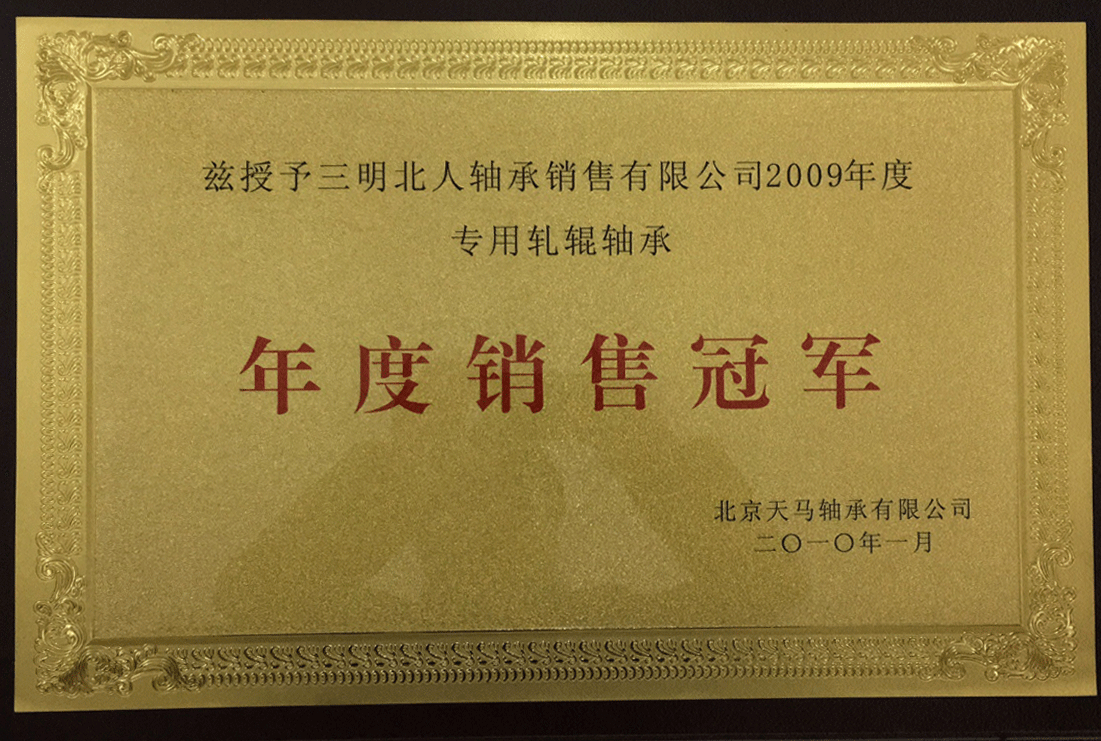 兹授予三明北人轴承销售有限公司2009年度
专用轧辊轴承
年度销售冠军
北京天马轴承有限公司
二〇一〇年一月